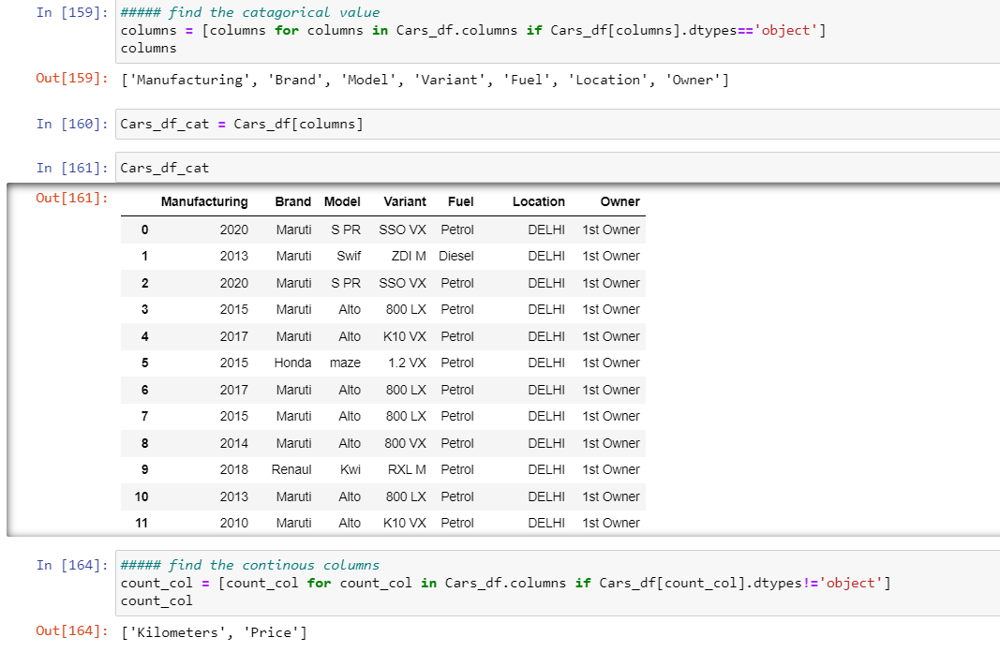 In [159]: ##### find the catagorical value
columns = [columns for columns in Cars_df.columns if Cars_df[columns].dtypes=='object']
columns
Out[159]: ['Manufacturing', 'Brand', 'Model', 'Variant', 'Fuel', 'Location', 'Owner']
In [160]: Cars_df_cat = Cars_df[columns]
In [161]: Cars_df_cat
Out[161]: Manufacturing Brand Model Variant Fuel Location Owner
0 2020 Maruti S PR SSO VX Petrol DELHI 1st Owner
1 2013 Maruti Swif ZDI M Diesel DELHI 1st Owner
2 2020 Maruti S PR SSO VX Petrol DELHI 1st Owner
3 2015 Maruti Alto 800 LX Petrol DELHI 1st Owner
4 2017 Maruti Alto K10 VX Petrol DELHI 1st Owner
5 2015 Honda maze 1.2 VX Petrol DELHI 1st Owner
6 2017 Maruti Alto 800 LX Petrol DELHI 1st Owner
7 2015 Maruti Alto 800 LX Petrol DELHI 1st Owner
8 2014 Maruti Alto 800 VX Petrol DELHI 1st Owner
9 2018 Renaul Kwi RXL M Petrol DELHI 1st Owner
10 2013 Maruti Alto 800 LX Petrol DELHI 1st Owner
11 2010 Maruti Alto K10 VX Petrol DELHI 1st Owner
In [164]: ##### find the continous columns
count_col = [count_col for count_col in Cars_df.columns if Cars_df[count_col].dtypes!='object']
count_col
Out[164]: ['Kilometers', 'Price']